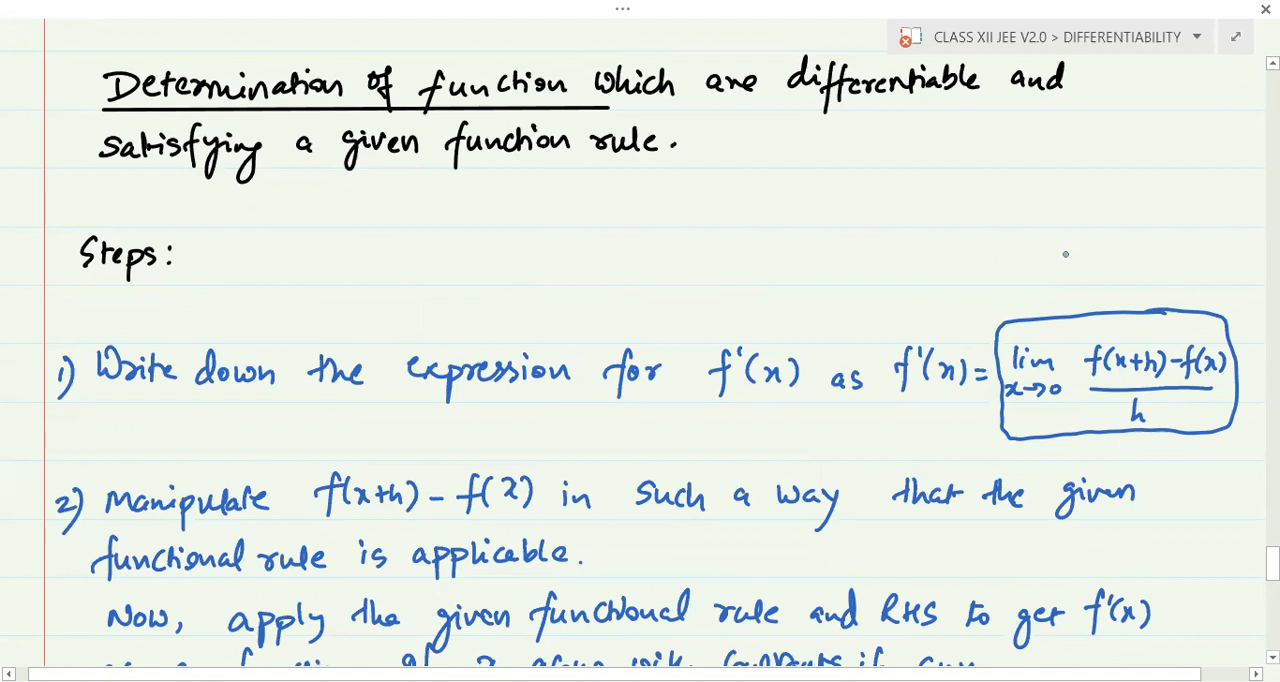 CLASS XII JEE V2.0 > DIFFERENTIABILITY
Determination of function which are differentiable and
satisfying a given function rule.
Steps:
1) Write down the expression for f'(x) as f'(x) = lim x→0 f(x+h)-f(x) / h
2) Manipulate f(x+h) - f(x) in such a way that the given
functional rule is applicable.
Now, apply the given functional rule and RHS to get f'(x)